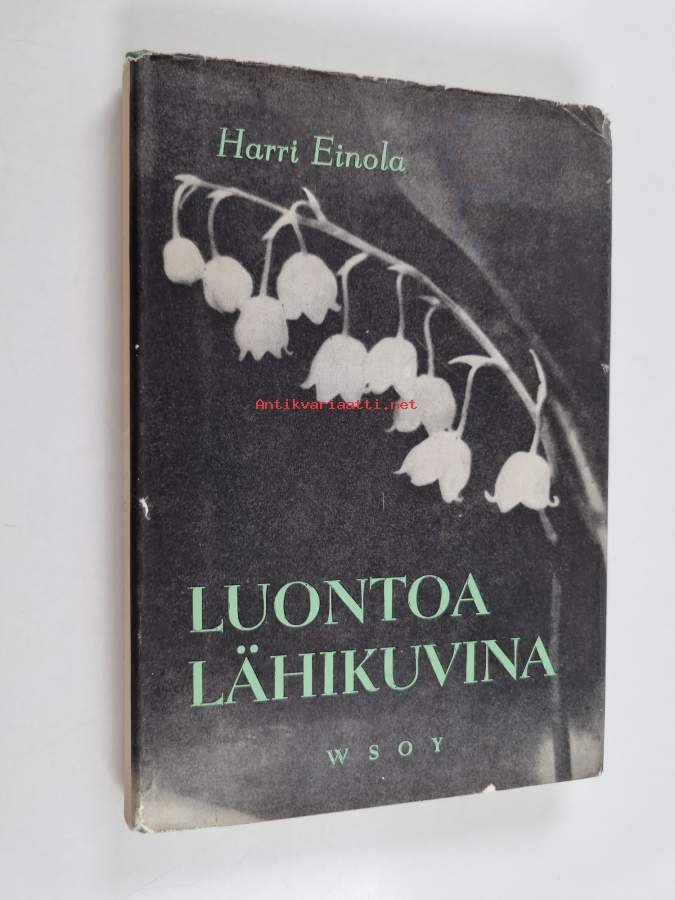 Harri Einola
Antikvariaatti.net
LUONTOA
LÄHIKUVINA
WSOY